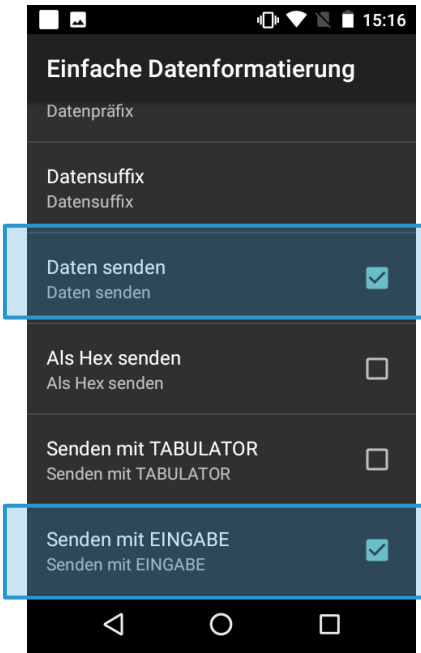 15:16
Einfache Datenformatierung
Datenpräfix
Datensuffix
Datensuffix
Daten senden
Daten senden
Als Hex senden
Als Hex senden
Senden mit TABULATOR
Senden mit TABULATOR
Senden mit EINGABE
Senden mit EINGABE